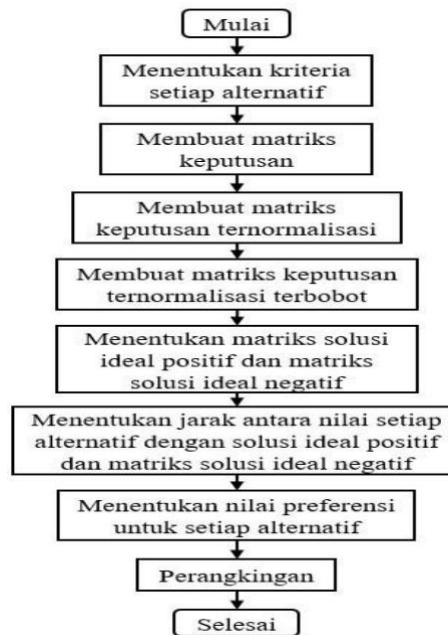 Mulai
Menentukan kriteria
setiap alternatif
Membuat matriks
keputusan
Membuat matriks
keputusan ternormalisasi
Membuat matriks keputusan
ternormalisasi terbobot
Menentukan matriks solusi
ideal positif dan matriks
solusi ideal negatif
Menentukan jarak antara nilai setiap
alternatif dengan solusi ideal positif
dan matriks solusi ideal negatif
Menentukan nilai preferensi
untuk setiap alternatif
Perangkingan
Selesai